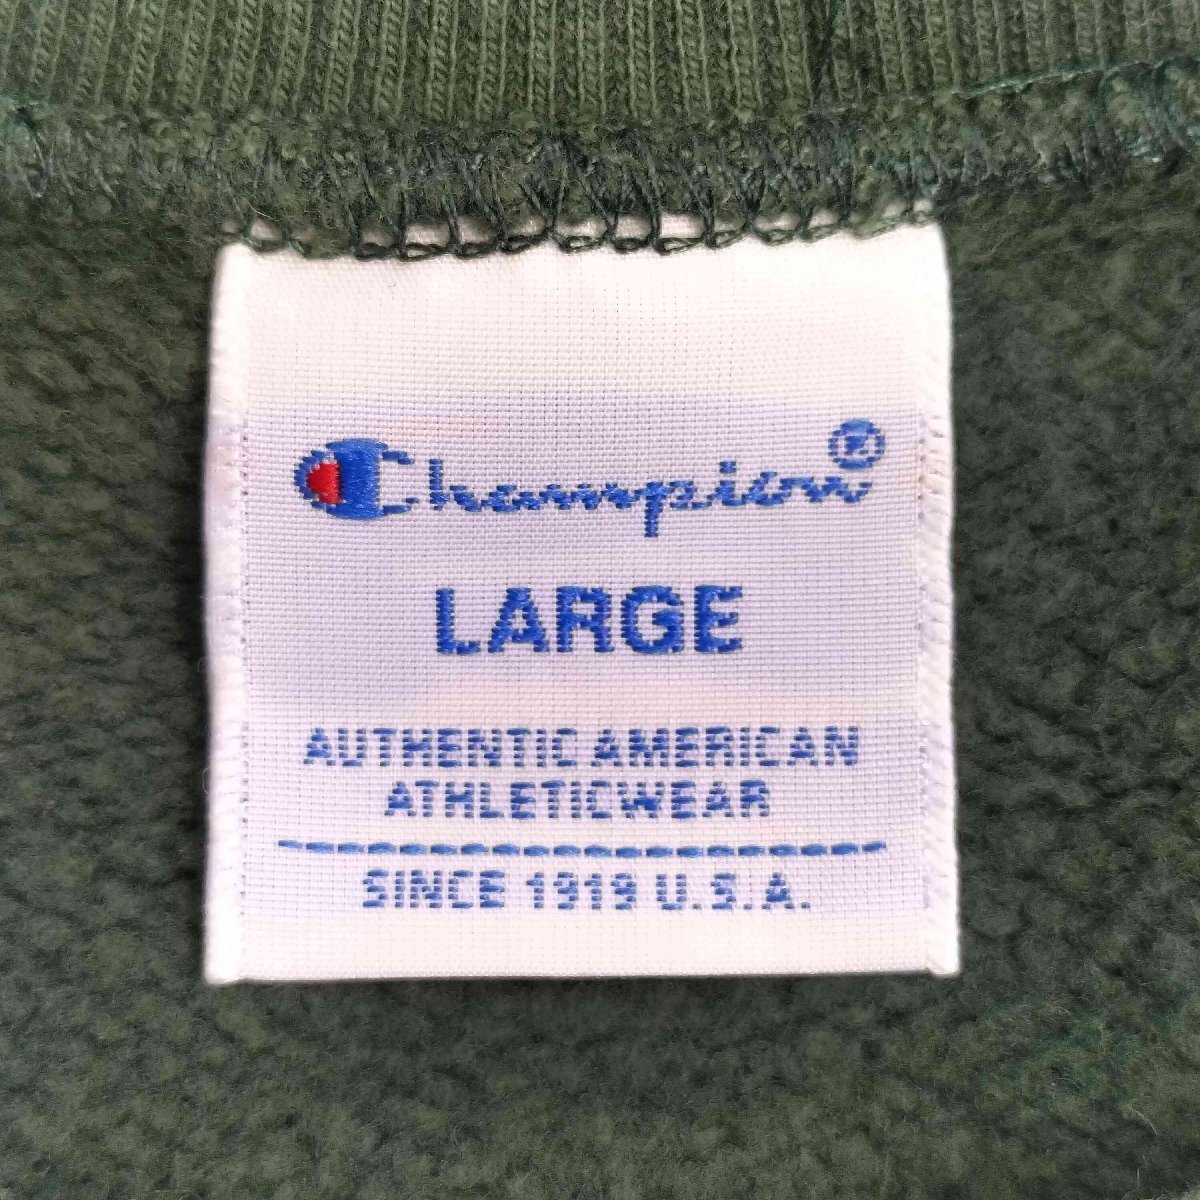 Champion®
LARGE
AUTHENTIC AMERICAN
ATHLETICWEAR
SINCE 1919 U.S.A.